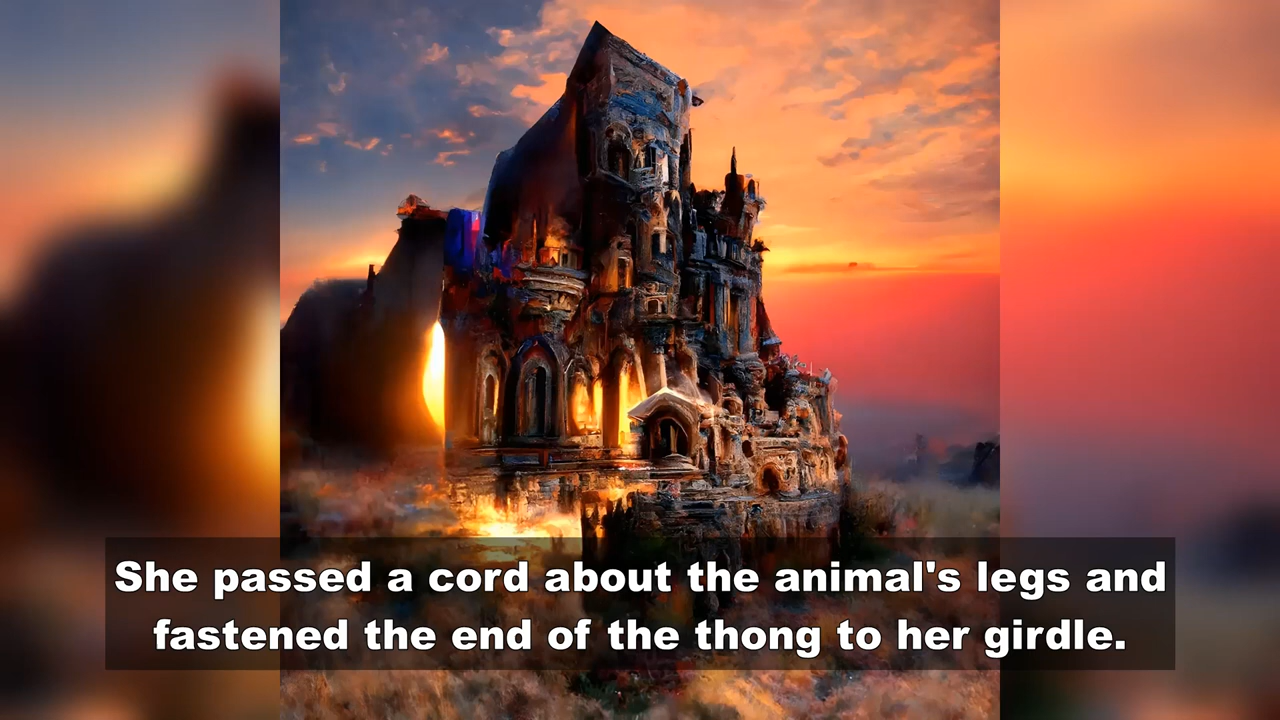 She passed a cord about the animal's legs and
fastened the end of the thong to her girdle.